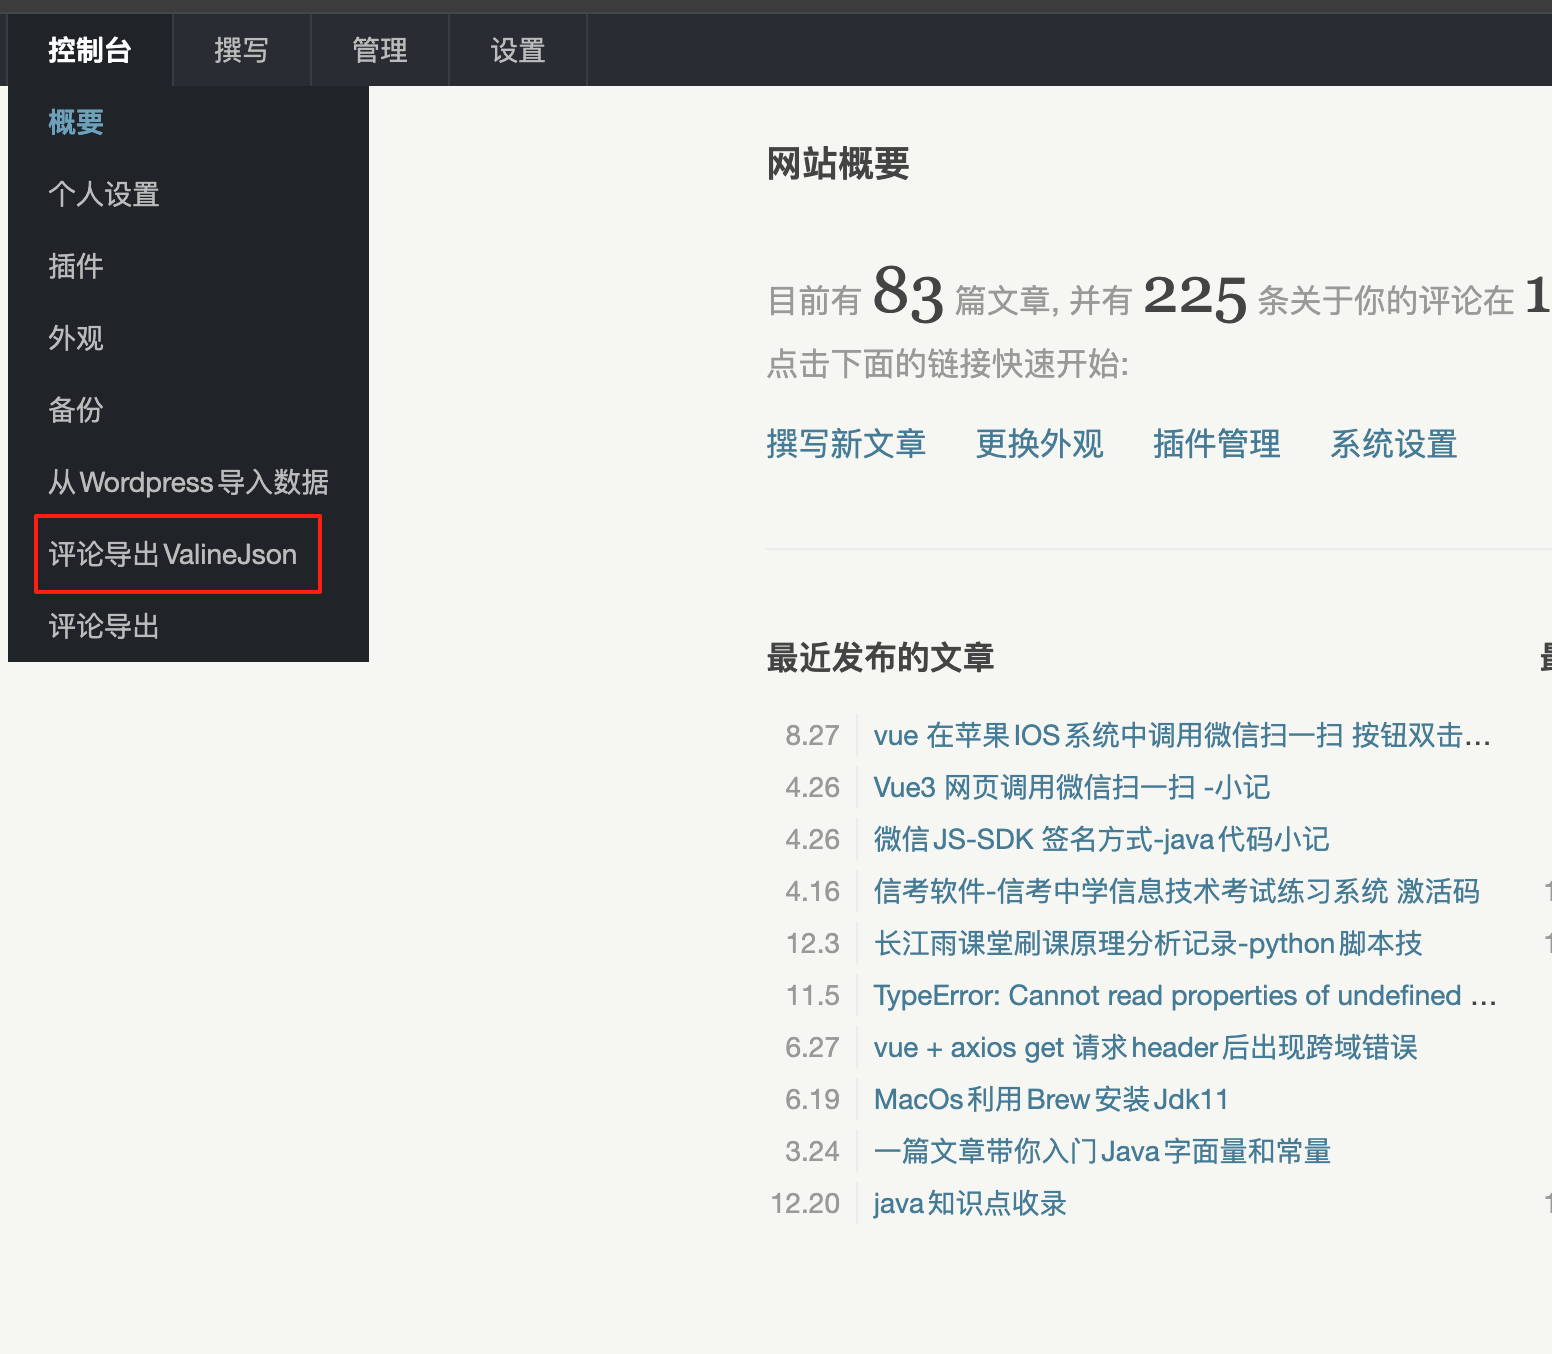 控制台 撰写 管理 设置
概要
个人设置
插件
外观
备份
从Wordpress导入数据
评论导出ValineJson
评论导出
网站概要
目前有 83 篇文章, 并有 225 条关于你的评论在 1
点击下面的链接快速开始:
撰写新文章 更换外观 插件管理 系统设置
最近发布的文章
8.27 vue 在苹果IOS系统中调用微信扫一扫 按钮双击...
4.26 Vue3 网页调用微信扫一扫 -小记
4.26 微信JS-SDK 签名方式-java代码小记
4.16 信考软件-信考中学信息技术考试练习系统 激活码
12.3 长江雨课堂刷课原理分析记录-python脚本技
11.5 TypeError: Cannot read properties of undefined ...
6.27 vue + axios get 请求header后出现跨域错误
6.19 MacOs利用Brew安装Jdk11
3.24 一篇文章带你入门Java字面量和常量
12.20 java知识点收录